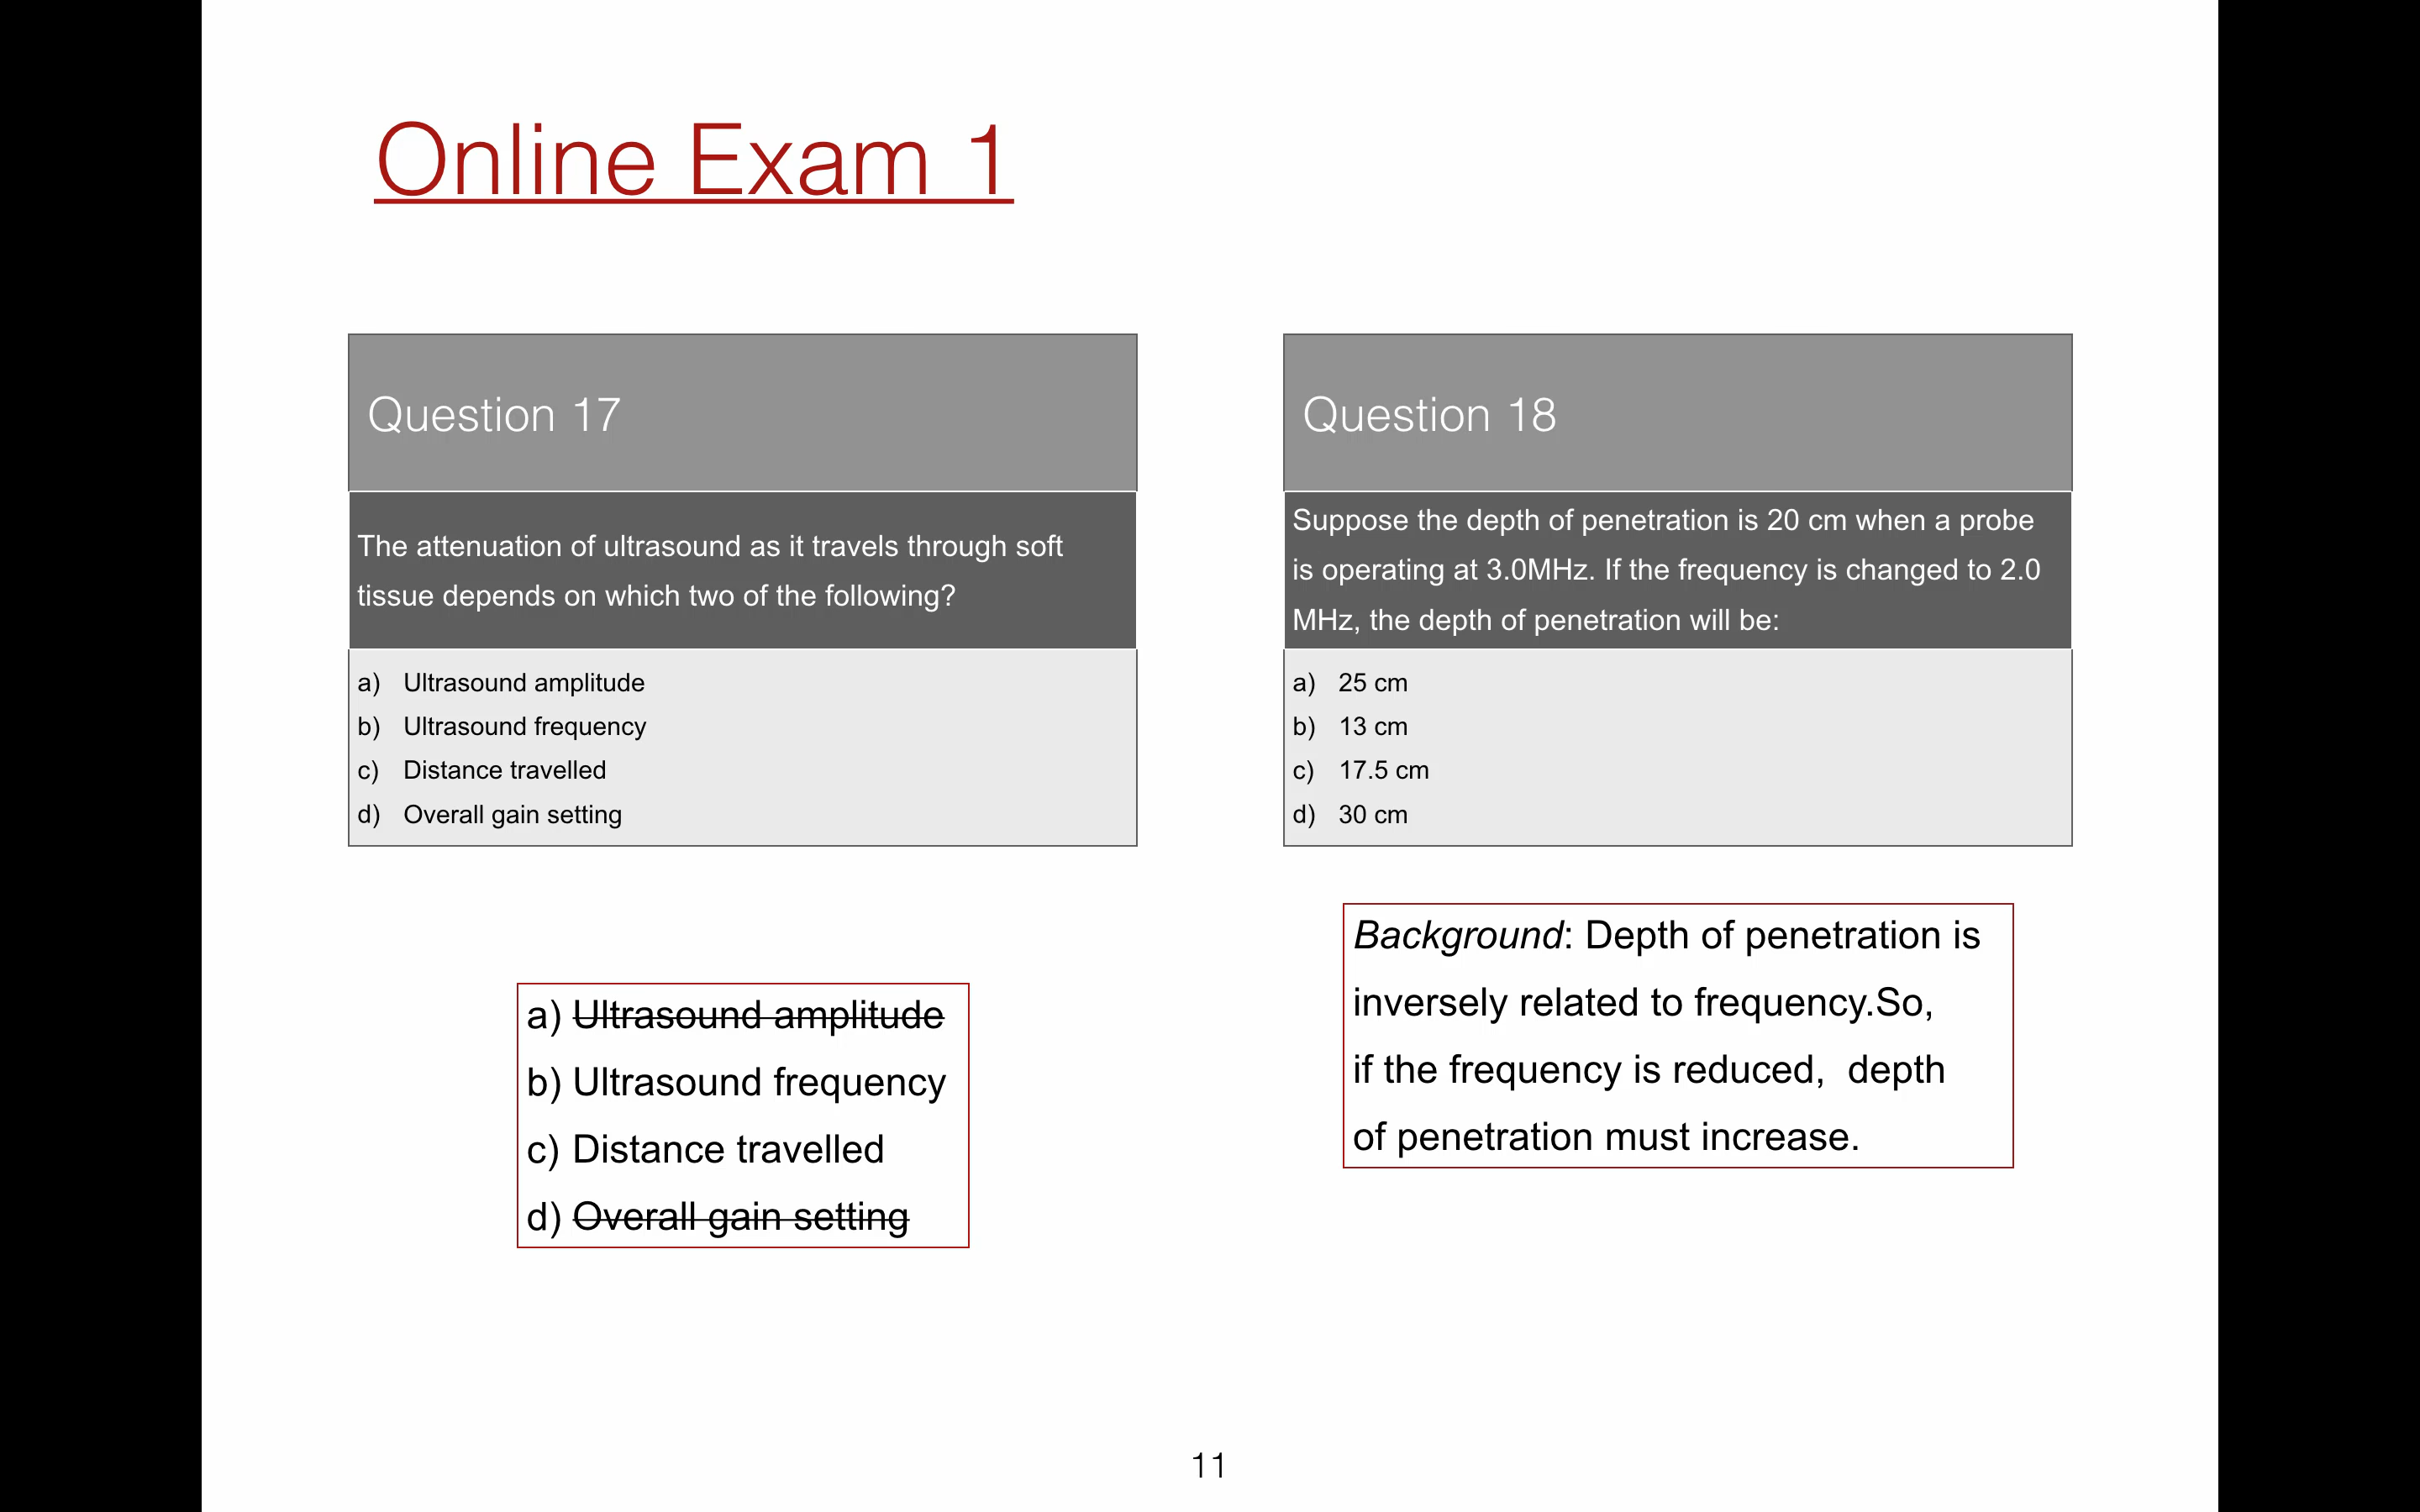 Online Exam 1
Question 17
The attenuation of ultrasound as it travels through soft
tissue depends on which two of the following?
a) Ultrasound amplitude
b) Ultrasound frequency
c) Distance travelled
d) Overall gain setting
a) Ultrasound amplitude
b) Ultrasound frequency
c) Distance travelled
d) Overall gain setting
Question 18
Suppose the depth of penetration is 20 cm when a probe
is operating at 3.0MHz. If the frequency is changed to 2.0
MHz, the depth of penetration will be:
a) 25 cm
b) 13 cm
c) 17.5 cm
d) 30 cm
Background: Depth of penetration is
inversely related to frequency.So,
if the frequency is reduced, depth
of penetration must increase.
11